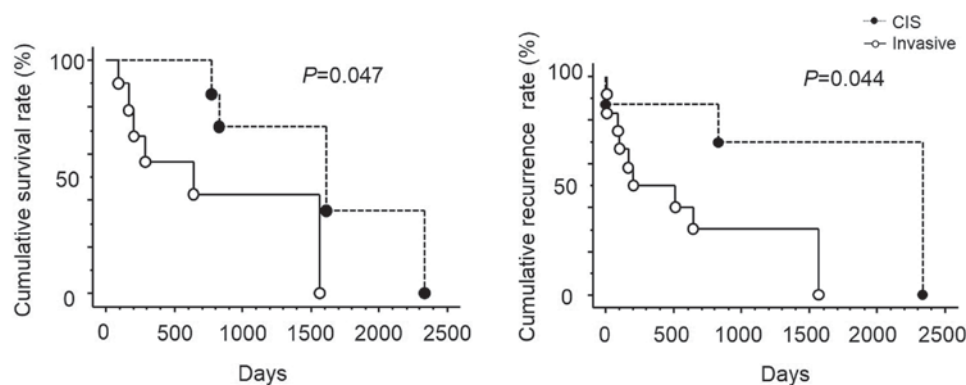 CIS
Invasive
Cumulative survival rate (%)
100
50
0
P=0.047
0 500 1000 1500 2000 2500
Days
Cumulative recurrence rate (%)
100
50
0
P=0.044
0 500 1000 1500 2000 2500
Days